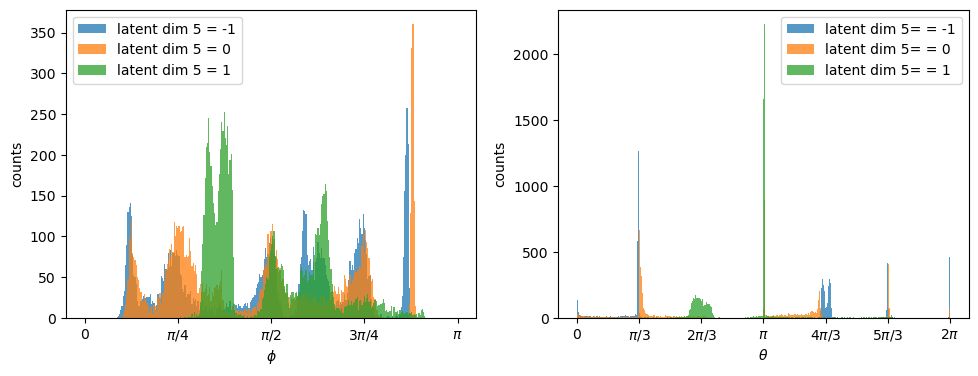 350
300
250
200
150
100
50
0
counts
0
π/4
π/2
3π/4
π
ϕ
latent dim 5 = -1
latent dim 5 = 0
latent dim 5 = 1
2000
1500
1000
500
0
counts
0
π/3
2π/3
π
4π/3
5π/3
2π
θ
latent dim 5= = -1
latent dim 5= = 0
latent dim 5= = 1